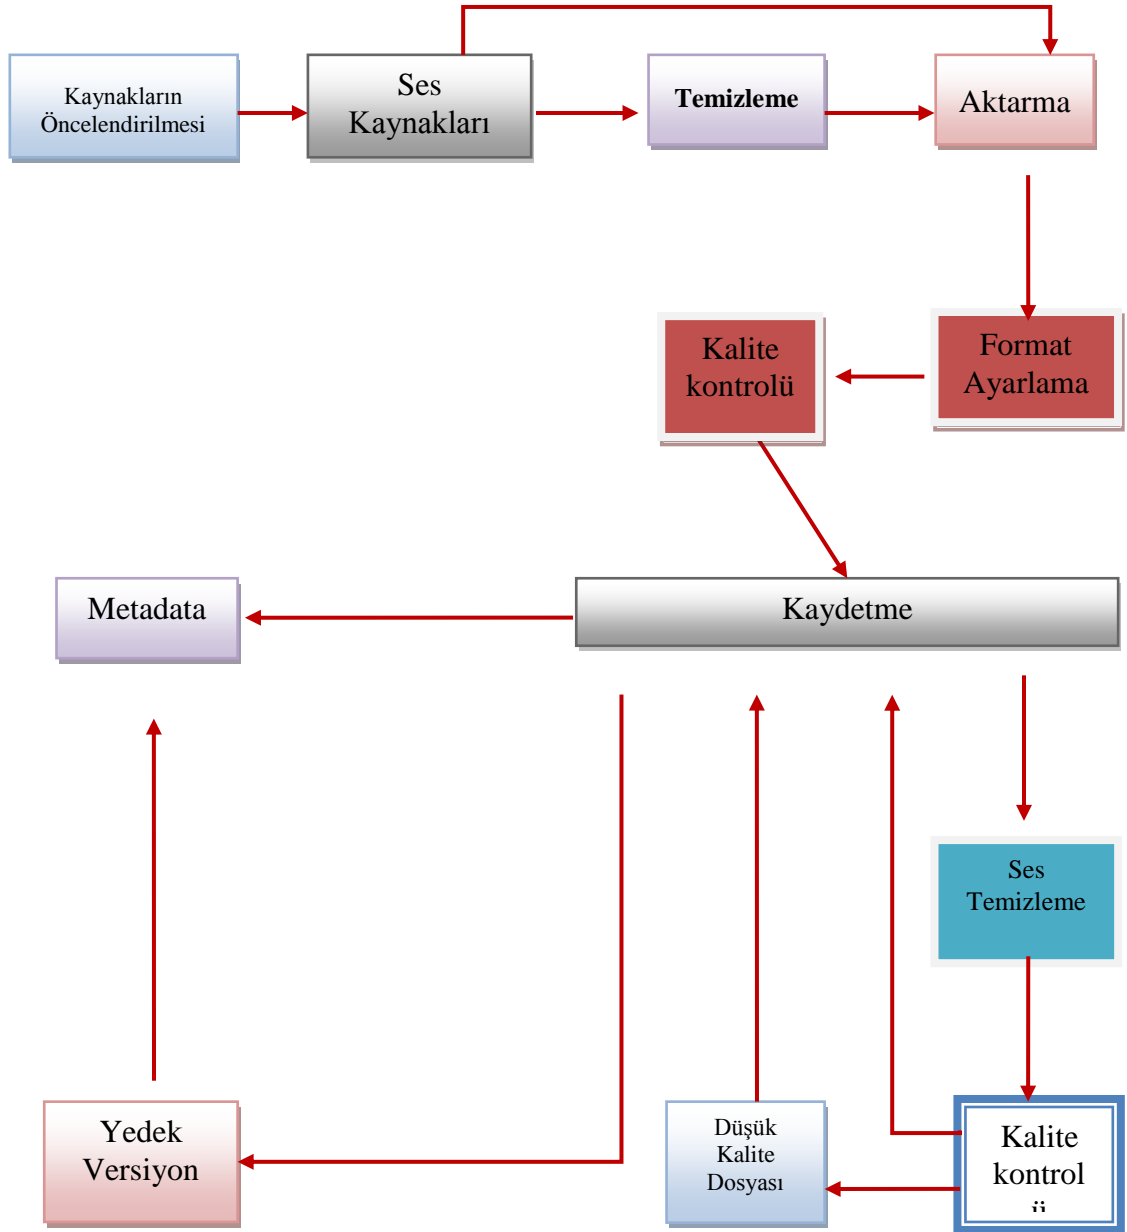 Kaynakların
Öncelendirilmesi
Ses
Kaynakları
Temizleme
Aktarma
Kalite
kontrolü
Format
Ayarlama
Metadata
Kaydetme
Ses
Temizleme
Yedek
Versiyon
Düşük
Kalite
Dosyası
Kalite
kontrol
ü